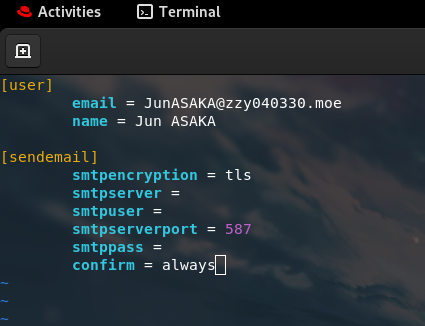 Activities Terminal
[user]
email = JunASAKA@zzy040330.moe
name = Jun ASAKA
[sendemail]
smtpencryption = tls
smtpserver =
smtpuser =
smtpserverport = 587
smtppass =
confirm = always
~
~
~